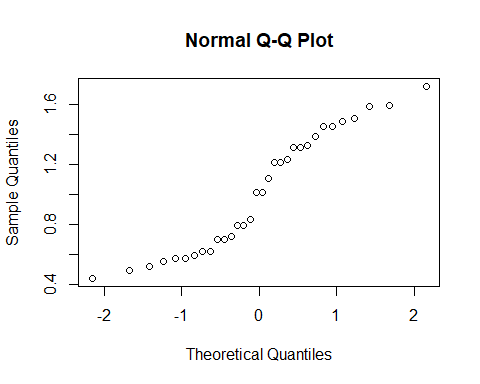 Normal Q-Q Plot
1.6
1.2
0.8
0.4
Sample Quantiles
-2 -1 0 1 2
Theoretical Quantiles